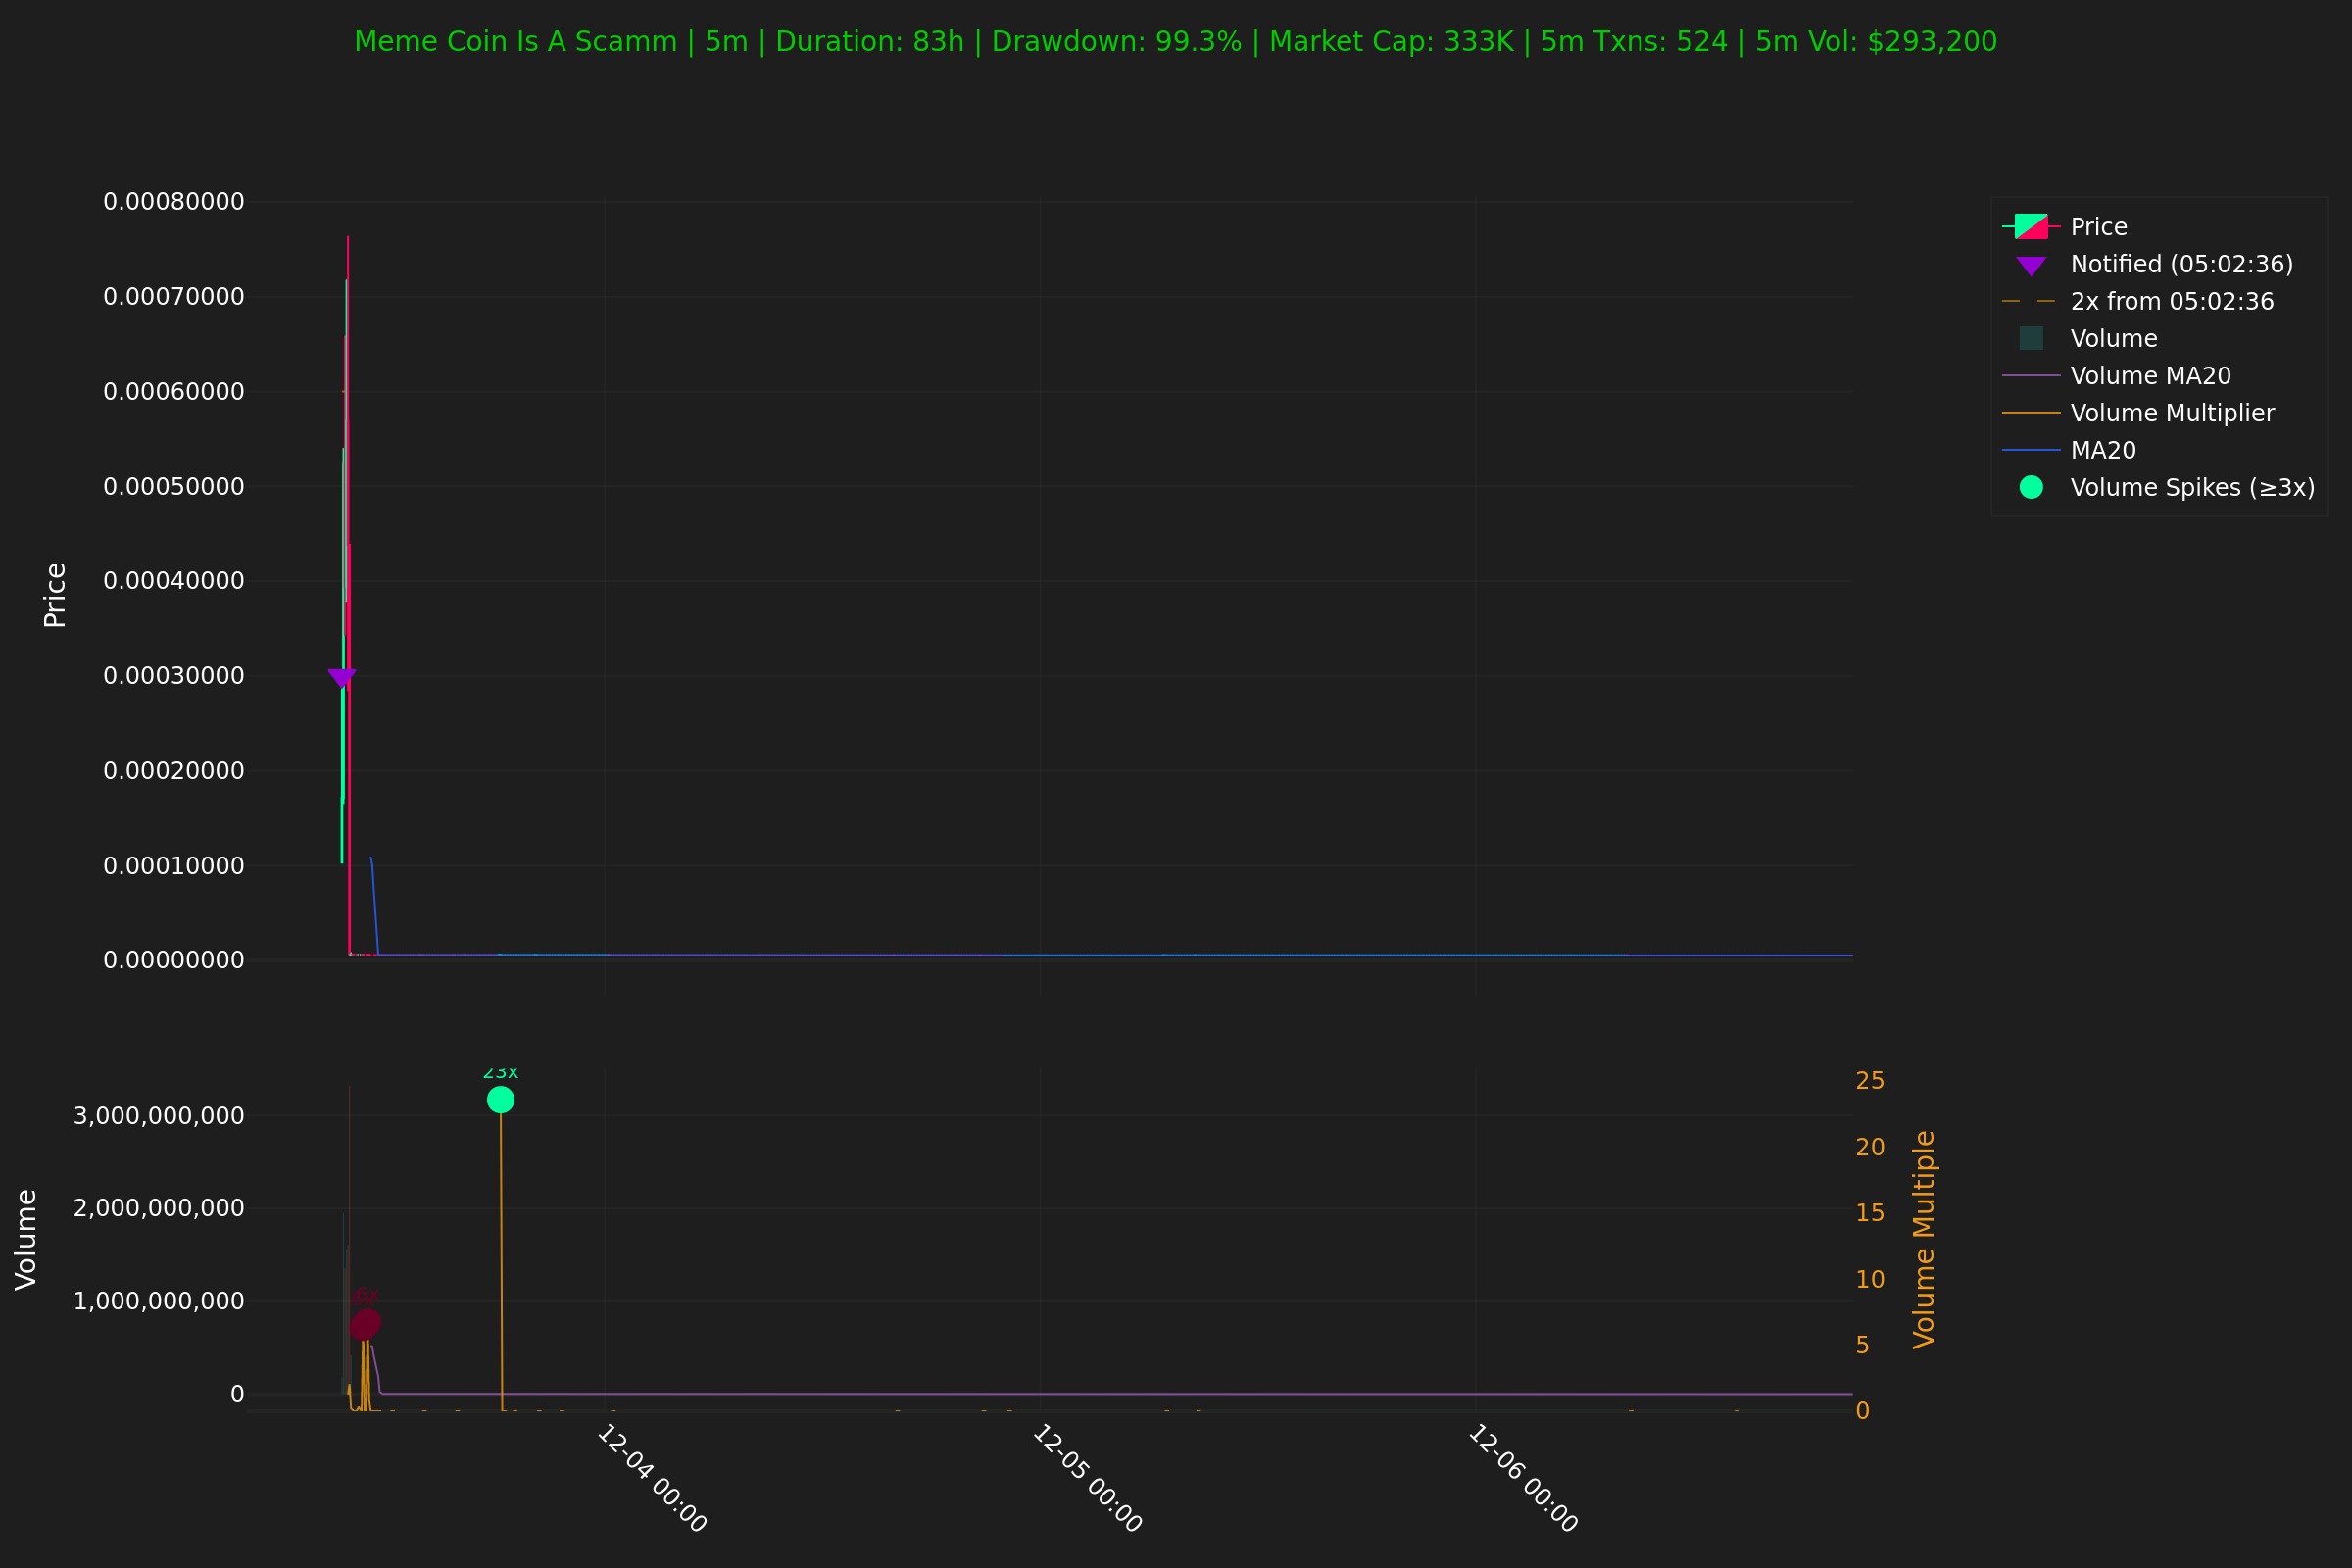 Meme Coin Is A Scamm | 5m | Duration: 83h | Drawdown: 99.3% | Market Cap: 333K | 5m Txns: 524 | 5m Vol: $293,200
0.00080000
0.00070000
0.00060000
0.00050000
0.00040000
0.00030000
0.00020000
0.00010000
0.00000000
Price
Price
Notified (05:02:36)
2x from 05:02:36
Volume
Volume MA20
Volume Multiplier
MA20
Volume Spikes (≥3x)
23x
3,000,000,000
2,000,000,000
1,000,000,000
0
Volume
25
20
15
10
5
0
Volume Multiple
12-04 00:00
12-05 00:00
12-06 00:00